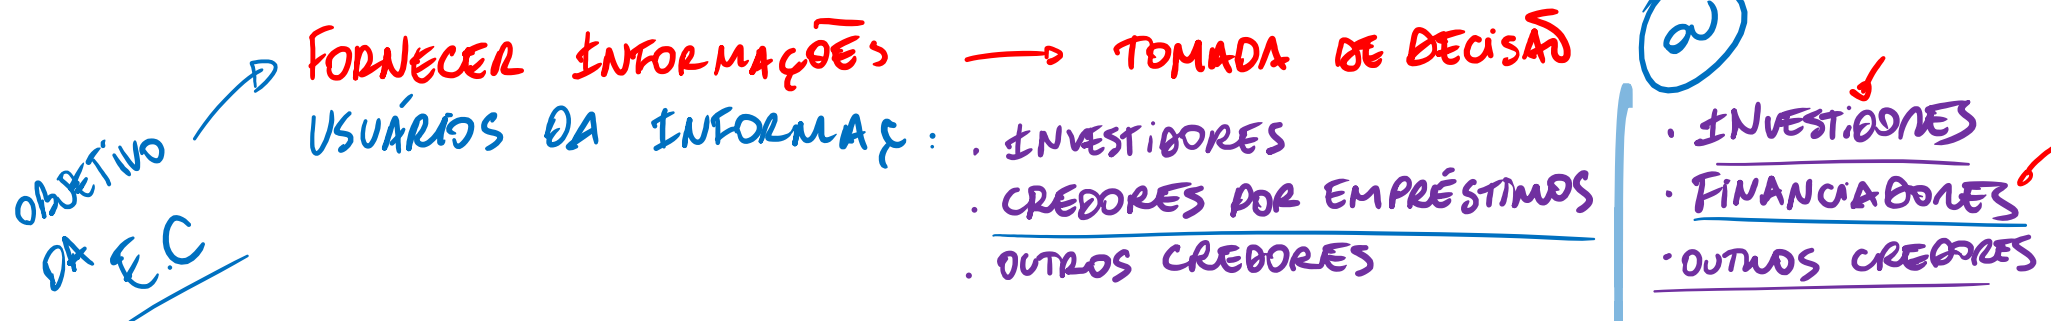 OBJETIVO
DA E.C
FORNECER INFORMAÇÕES → TOMADA DE DECISÃO
USUÁRIOS DA INFORMAÇ:
. INVESTIDORES
. CREDORES POR EMPRÉSTIMOS
. OUTROS CREDORES
OU
. INVESTIDORES
. FINANCIADORES
. OUTROS CREDORES